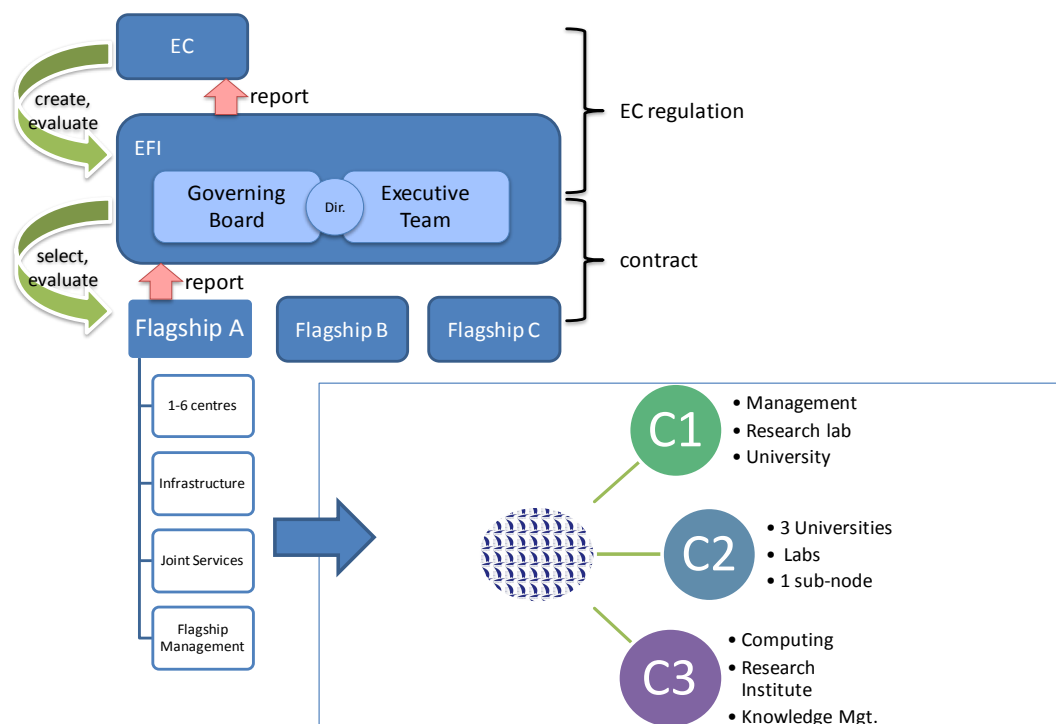 EC
report
create,
evaluate
EC regulation
EFI
Governing
Board
Dir.
Executive
Team
select,
evaluate
contract
report
Flagship A
Flagship B
Flagship C
1-6 centres
Infrastructure
Joint Services
Flagship
Management
C1
• Management
• Research lab
• University
C2
• 3 Universities
• Labs
• 1 sub-node
C3
• Computing
• Research
Institute
• Knowledge Mgt.